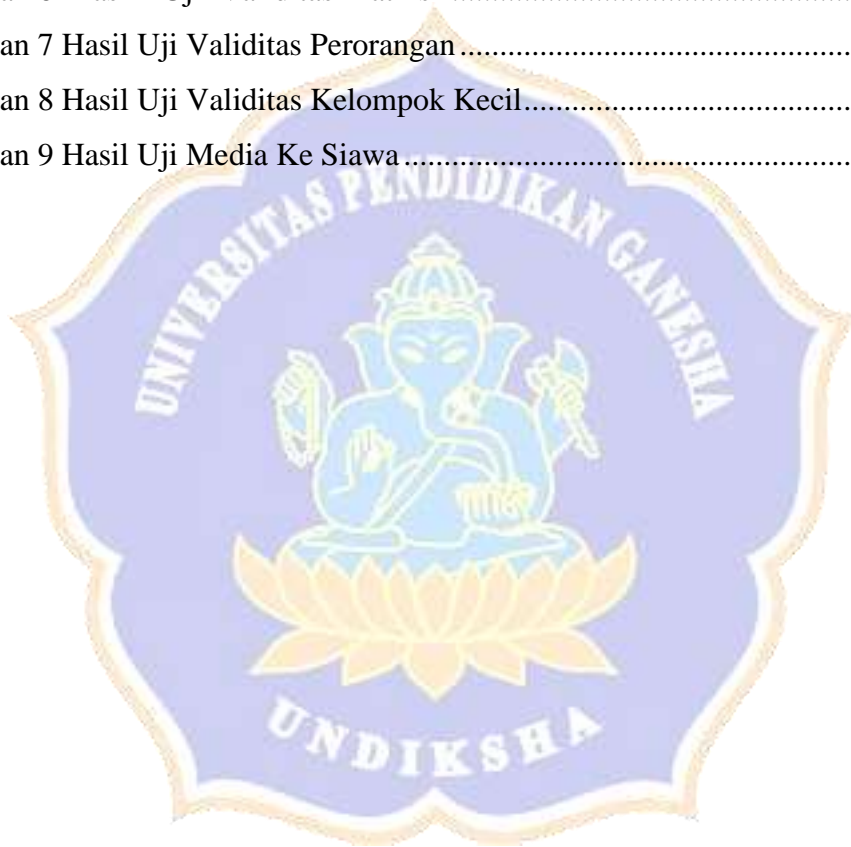 an 7 Hasil Uji Validitas Perorangan ................................................
an 8 Hasil Uji Validitas Kelompok Kecil........................................
an 9 Hasil Uji Media Ke Siawa .......................................................
UNIVERSITAS PENDIDIKAN GANESHA
UNDIKSHA